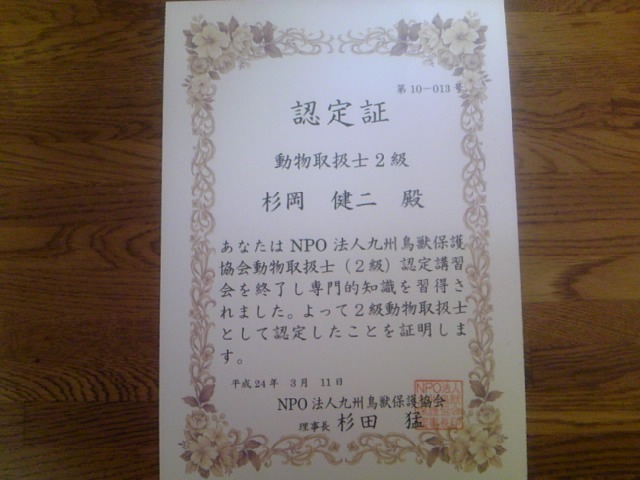 第10－013号
認定証
動物取扱士２級
杉岡 健二 殿
あなたは NPO 法人九州鳥獣保護
協会動物取扱士（２級）認定講習
会を終了し専門的知識を習得さ
れました。よって２級動物取扱士
として認定したことを証明しま
す。
平成24年 3月 11日
NPO 法人九州鳥獣保護協会
理事長 杉田 猛
NPO法人